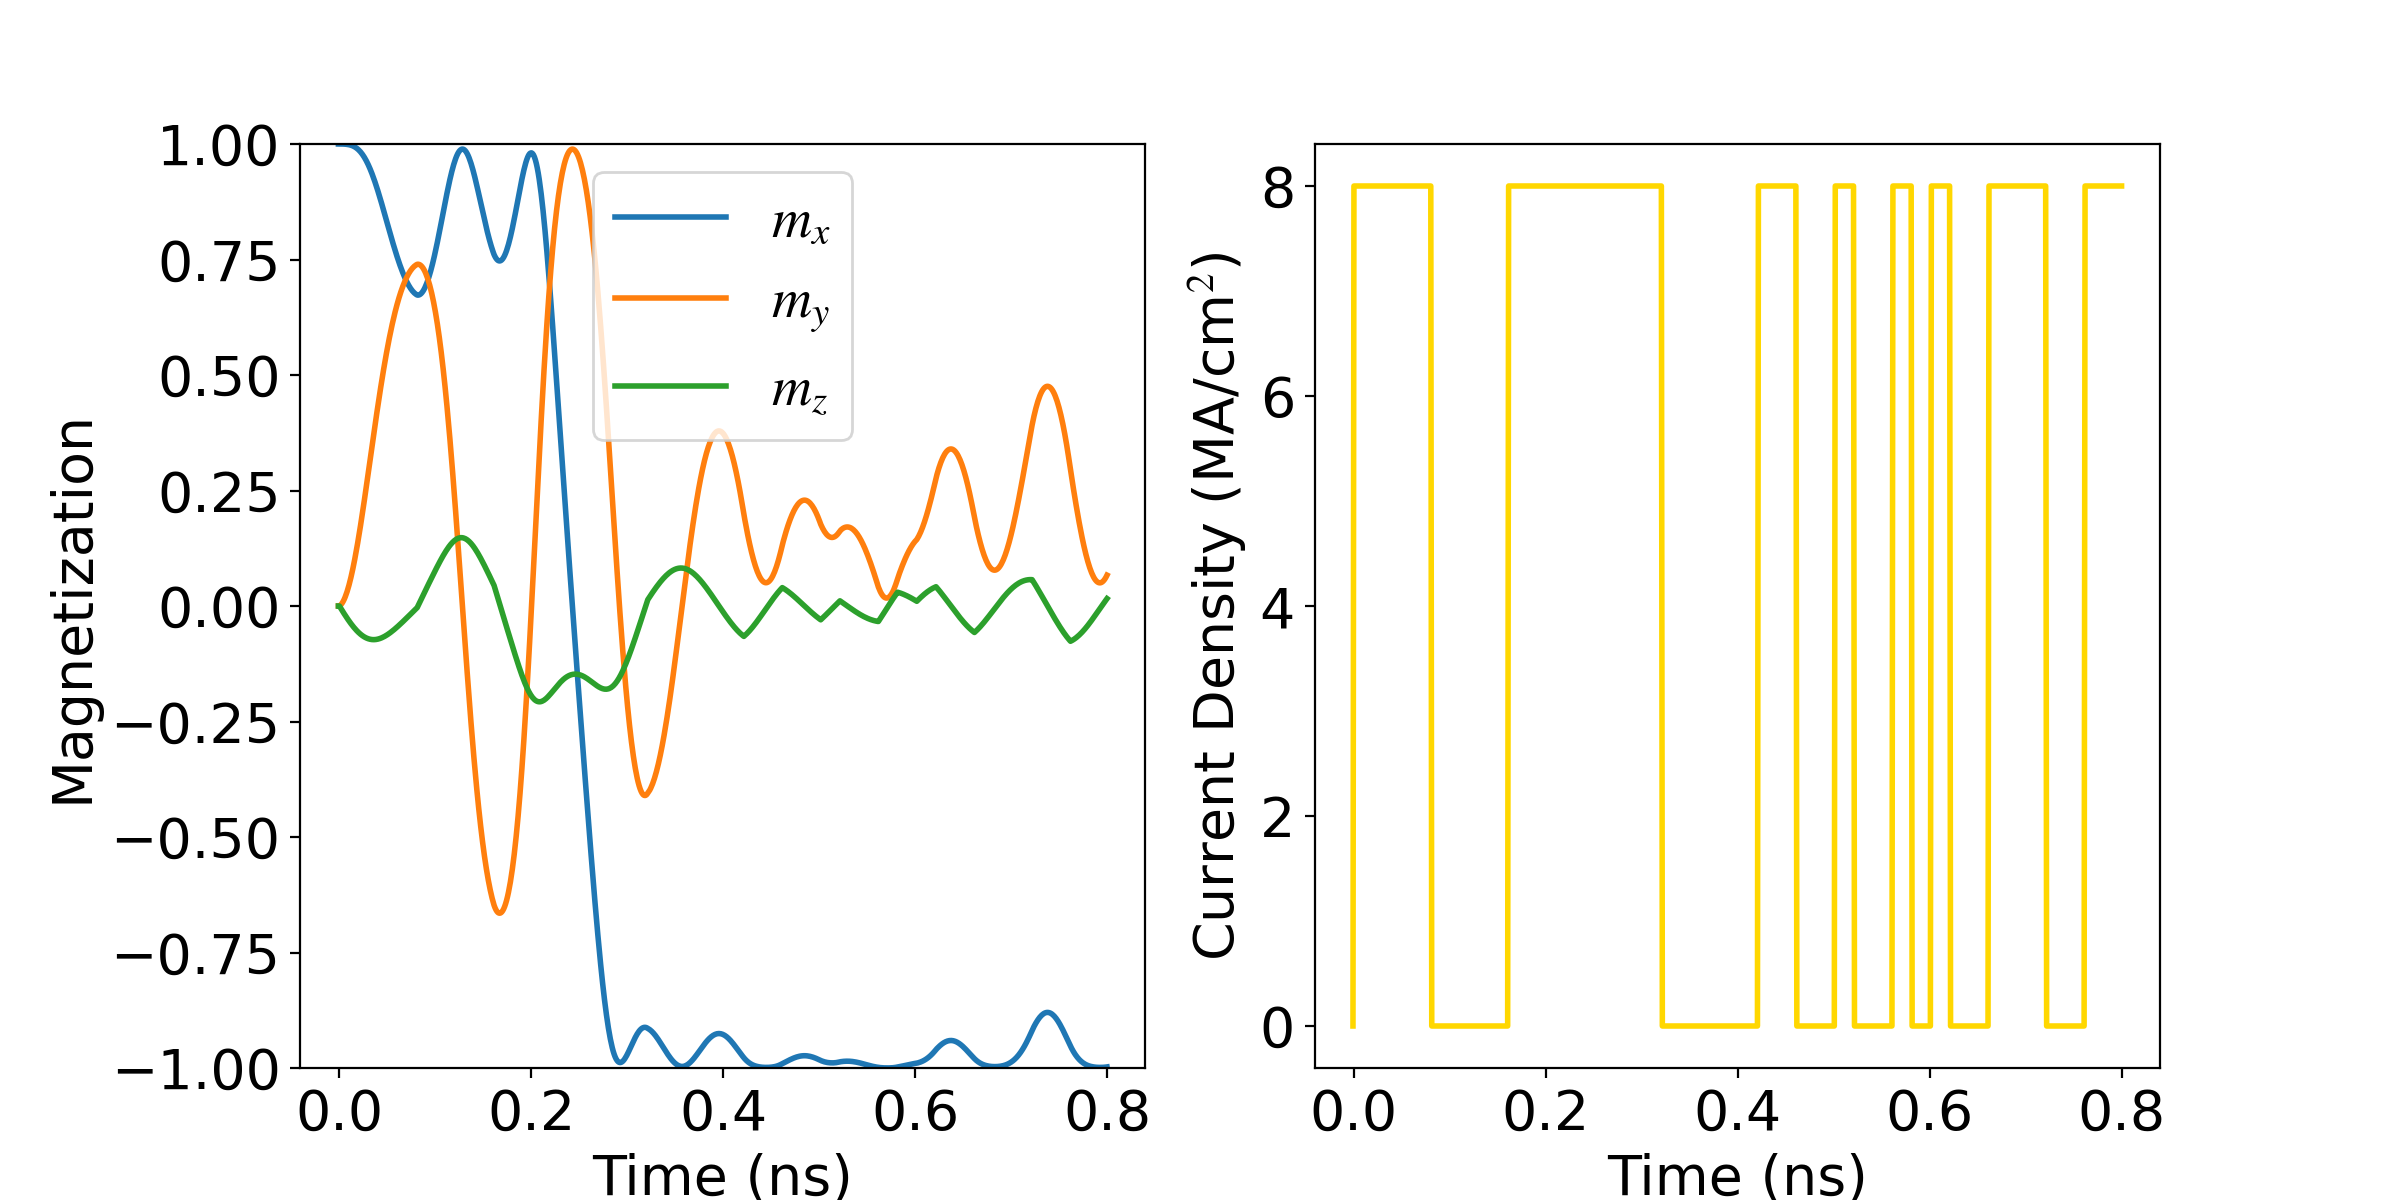 1.00
0.75
0.50
0.25
0.00
−0.25
−0.50
−0.75
−1.00
Magnetization
0.0 0.2 0.4 0.6 0.8
Time (ns)
m_x
m_y
m_z
8
6
4
2
0
Current Density (MA/cm²)
0.0 0.2 0.4 0.6 0.8
Time (ns)